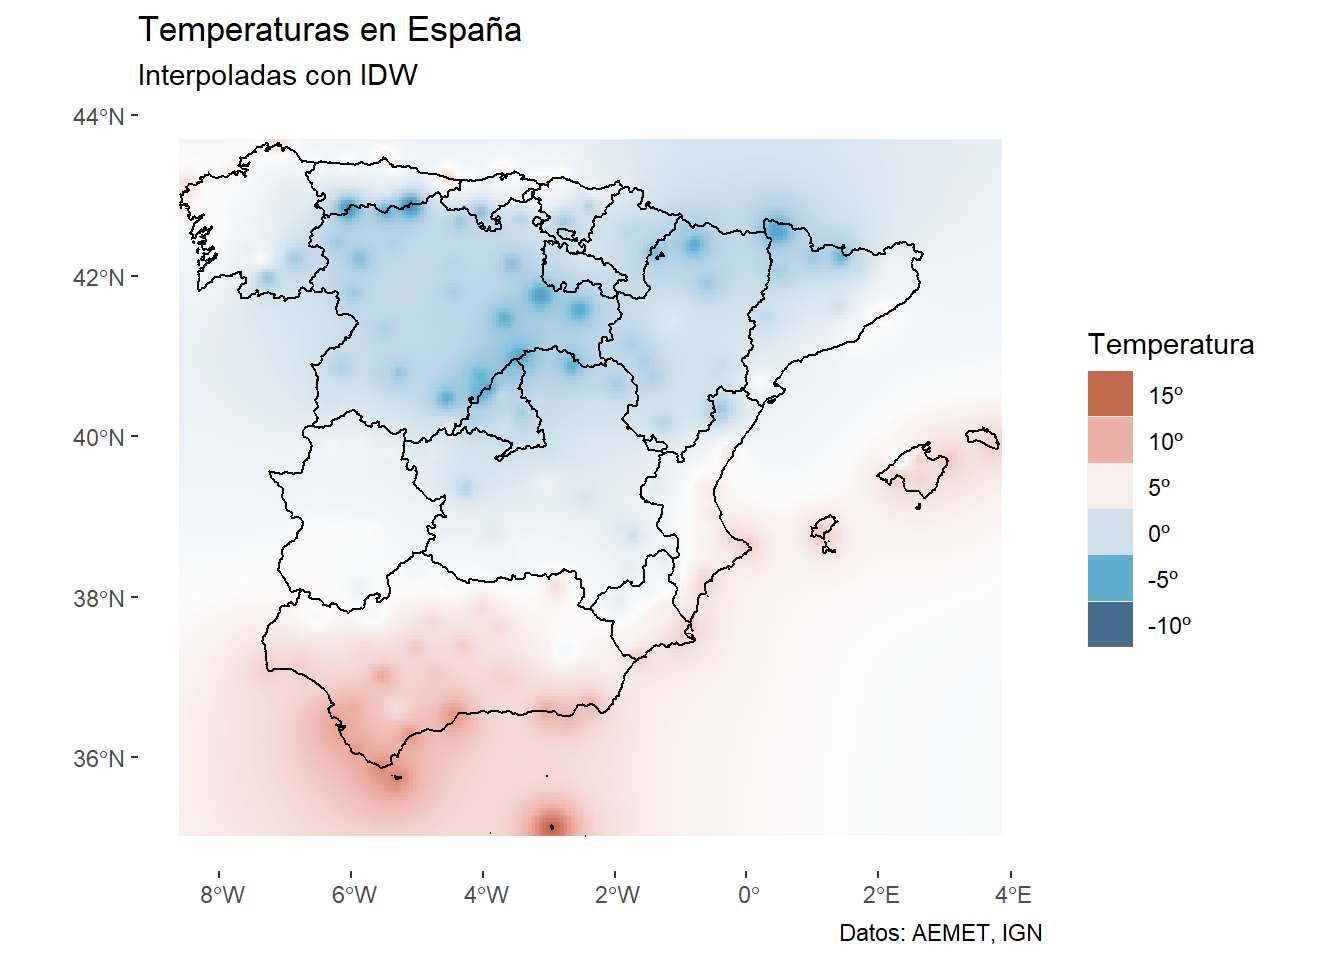 Temperaturas en España
Interpoladas con IDW
44°N
42°N
40°N
38°N
36°N
8°W
6°W
4°W
2°W
0°
2°E
4°E
Temperatura
15º
10º
5º
0º
-5º
-10º
Datos: AEMET, IGN